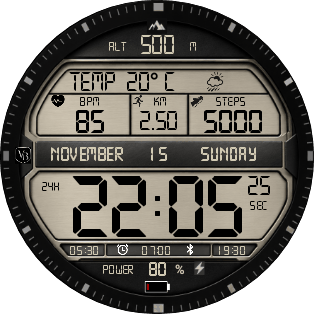 ALT 500 M
TEMP 20°C
BPM KM STEPS
85 2.50 5000
NOVEMBER 15 SUNDAY
24H 22:05 25 SEC
05:30 07:00 19:30
POWER 80 %